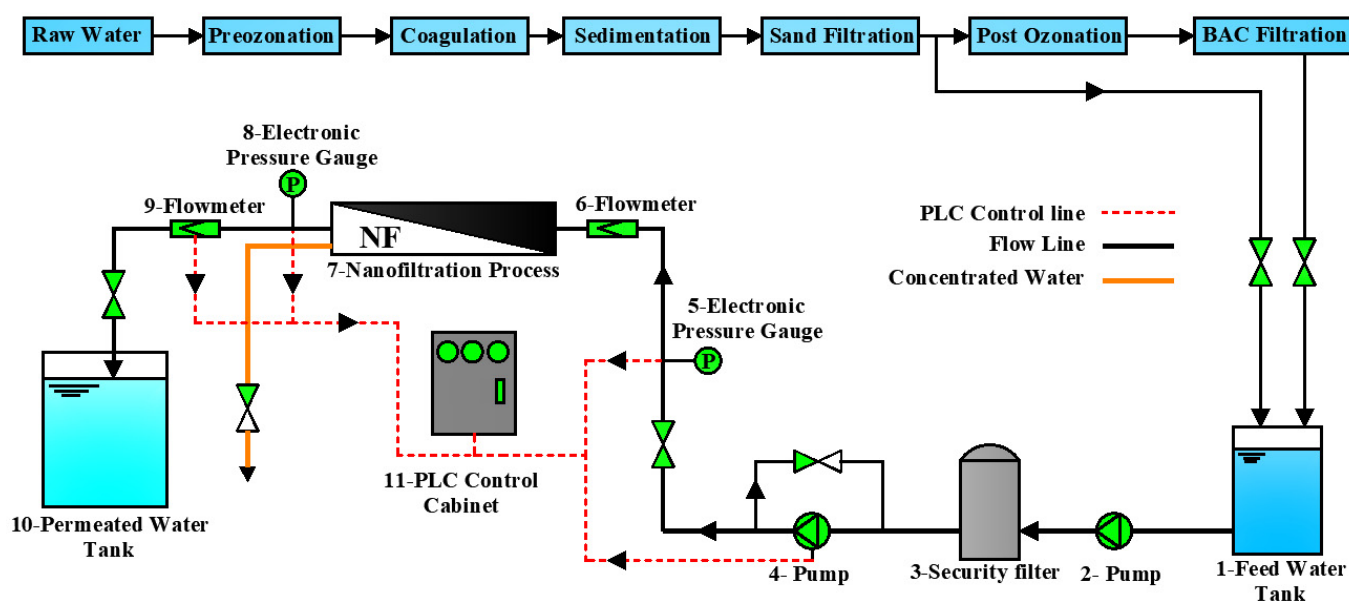 Raw Water
Preozonation
Coagulation
Sedimentation
Sand Filtration
Post Ozonation
BAC Filtration
8-Electronic
Pressure Gauge
P
9-Flowmeter
6-Flowmeter
NF
7-Nanofiltration Process
PLC Control line
Flow Line
Concentrated Water
5-Electronic
Pressure Gauge
P
11-PLC Control
Cabinet
10-Permeated Water
Tank
4- Pump
3-Security filter
2- Pump
1-Feed Water
Tank